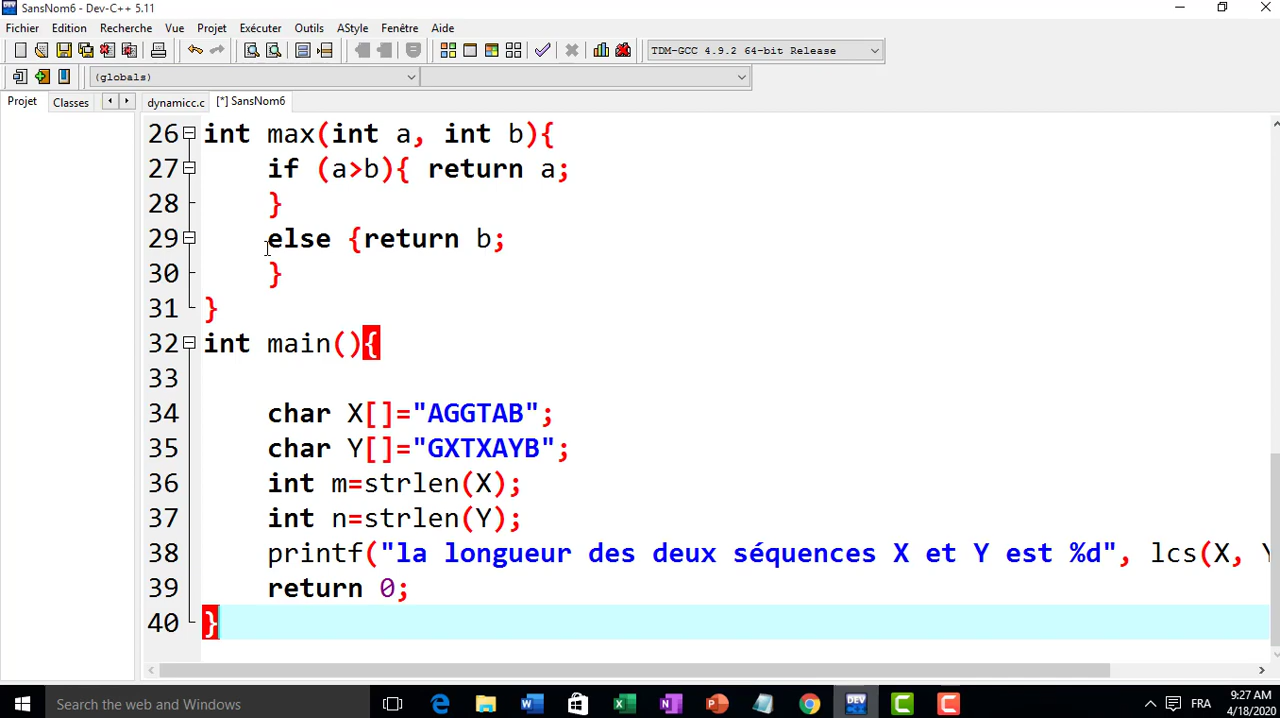 SansNom6 - Dev-C++ 5.11
Fichier Edition Recherche Vue Projet Exécuter Outils AStyle Fenêtre Aide
TDM-GCC 4.9.2 64-bit Release
(globals)
Projet Classes dynamicc.c [*] SansNom6
26 int max(int a, int b){
27 if (a>b){ return a;
28 }
29 else {return b;
30 }
31 }
32 int main(){
33
34 char X[]="AGGTAB";
35 char Y[]="GXTXAYB";
36 int m=strlen(X);
37 int n=strlen(Y);
38 printf("la longueur des deux séquences X et Y est %d", lcs(X, Y
39 return 0;
40 }
Search the web and Windows
FRA
9:27 AM
4/18/2020